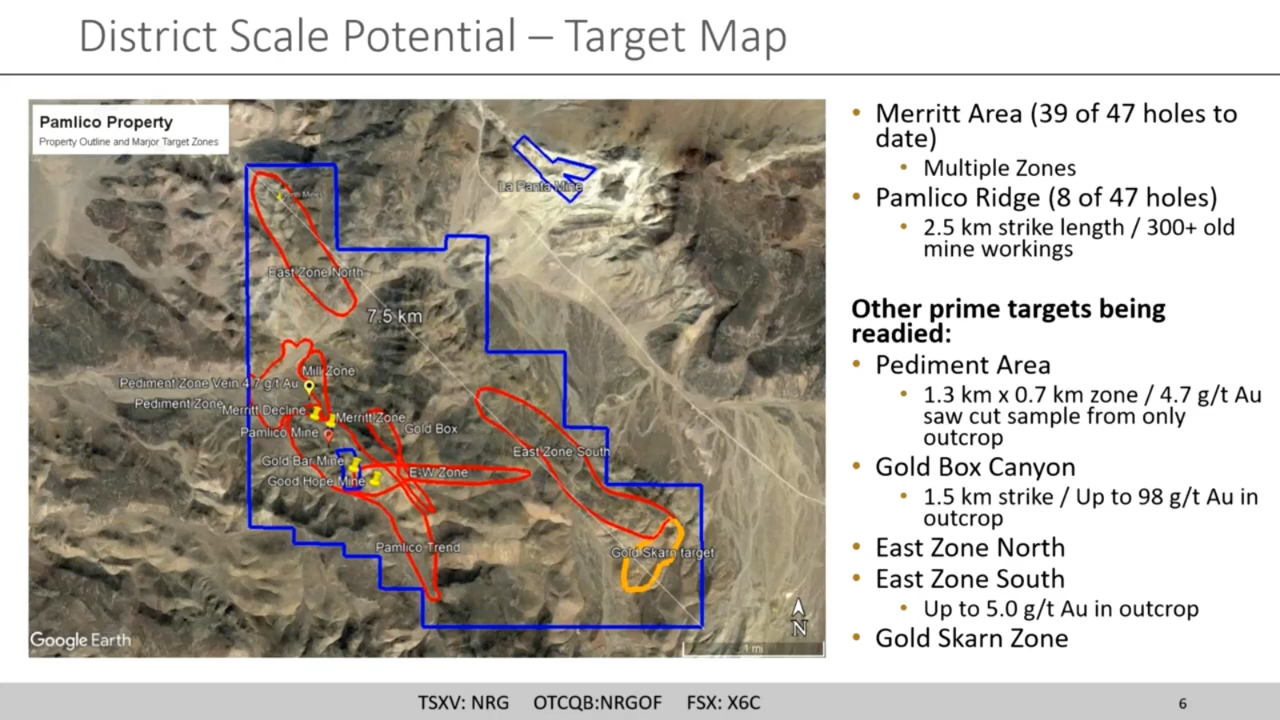 District Scale Potential – Target Map
Pamlico Property
Property Outline and Marjor Target Zones
La Panta Mine
East Zone North
7.5 km
Mill Zone
Pediment Zone Vein 4.7 g/t Au
Pediment Zone
Merritt Decline
Merritt Zone
Pamlico Mine
Gold Box
Gold Bar Mine
East Zone South
Good Hope Mine
E-W Zone
Pamlico Trend
Gold Skarn target
N
Google Earth
1 mi
• Merritt Area (39 of 47 holes to
date)
• Multiple Zones
• Pamlico Ridge (8 of 47 holes)
• 2.5 km strike length / 300+ old
mine workings
Other prime targets being
readied:
• Pediment Area
• 1.3 km x 0.7 km zone / 4.7 g/t Au
saw cut sample from only
outcrop
• Gold Box Canyon
• 1.5 km strike / Up to 98 g/t Au in
outcrop
• East Zone North
• East Zone South
• Up to 5.0 g/t Au in outcrop
• Gold Skarn Zone
TSXV: NRG OTCQB:NRGOF FSX: X6C
6